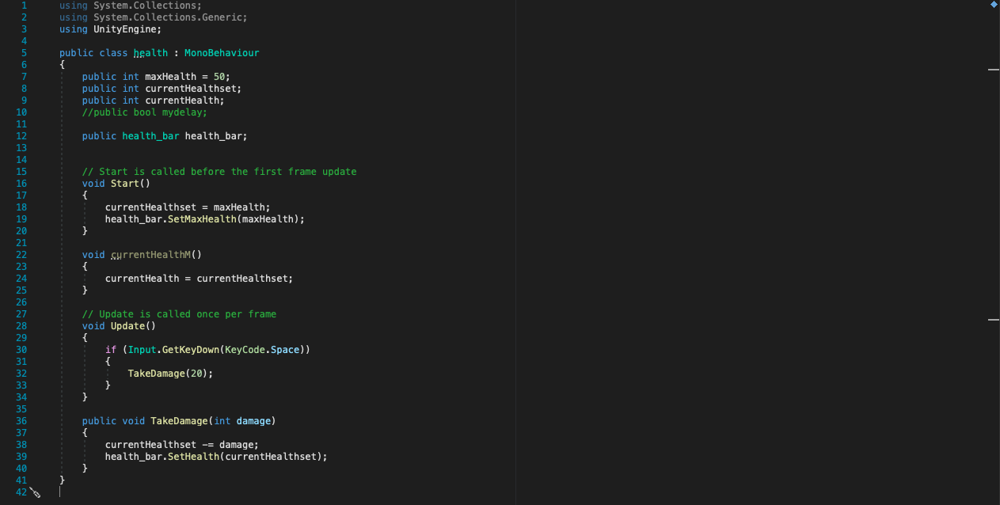 1 using System.Collections;
2 using System.Collections.Generic;
3 using UnityEngine;
4
5 public class health : MonoBehaviour
6 {
7 public int maxHealth = 50;
8 public int currentHealthset;
9 public int currentHealth;
10 //public bool mydelay;
11
12 public health_bar health_bar;
13
14
15 // Start is called before the first frame update
16 void Start()
17 {
18 currentHealthset = maxHealth;
19 health_bar.SetMaxHealth(maxHealth);
20 }
21
22 void currentHealthM()
23 {
24 currentHealth = currentHealthset;
25 }
26
27 // Update is called once per frame
28 void Update()
29 {
30 if (Input.GetKeyDown(KeyCode.Space))
31 {
32 TakeDamage(20);
33 }
34 }
35
36 public void TakeDamage(int damage)
37 {
38 currentHealthset -= damage;
39 health_bar.SetHealth(currentHealthset);
40 }
41 }
42